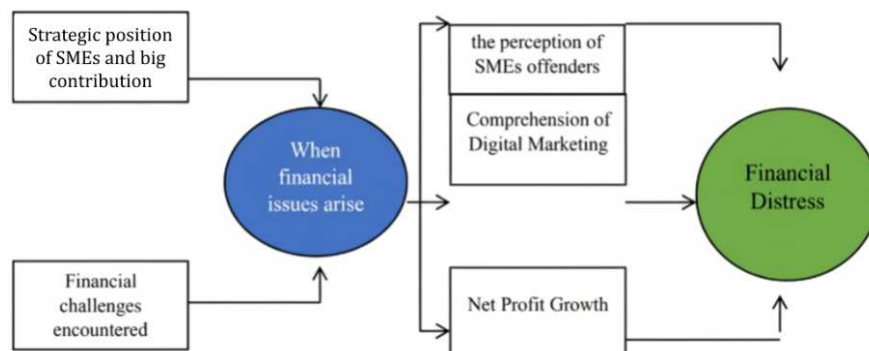 Strategic position
of SMEs and big
contribution
the perception of
SMEs offenders
Comprehension of
Digital Marketing
When
financial
issues arise
Financial
Distress
Financial
challenges
encountered
Net Profit Growth